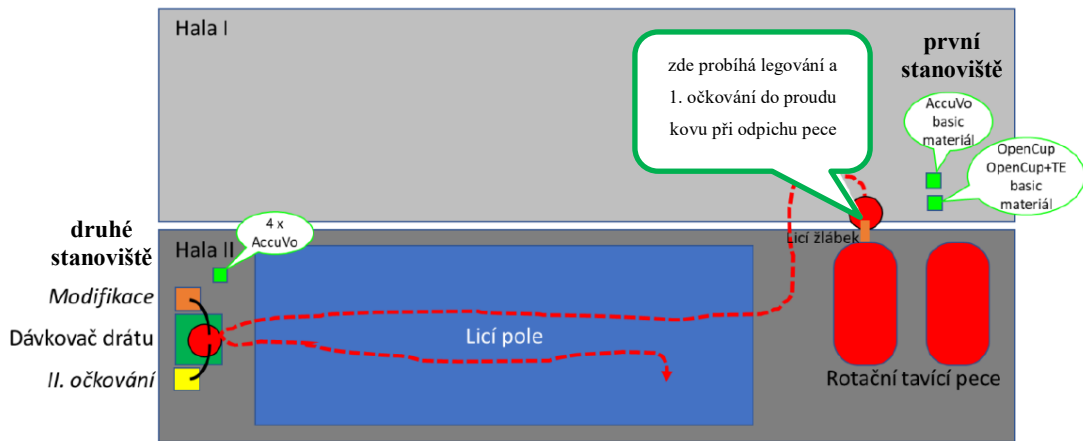 Hala I
zde probíhá legování a
1. očkování do proudu
kovu při odpichu pece
první
stanoviště
AccuVo
basic
materiál
OpenCup
OpenCup+TE
basic
materiál
druhé
stanoviště
Hala II
4 x
AccuVo
Licí žlábek
Modifikace
Dávkovač drátu
II. očkování
Licí pole
Rotační tavící pece